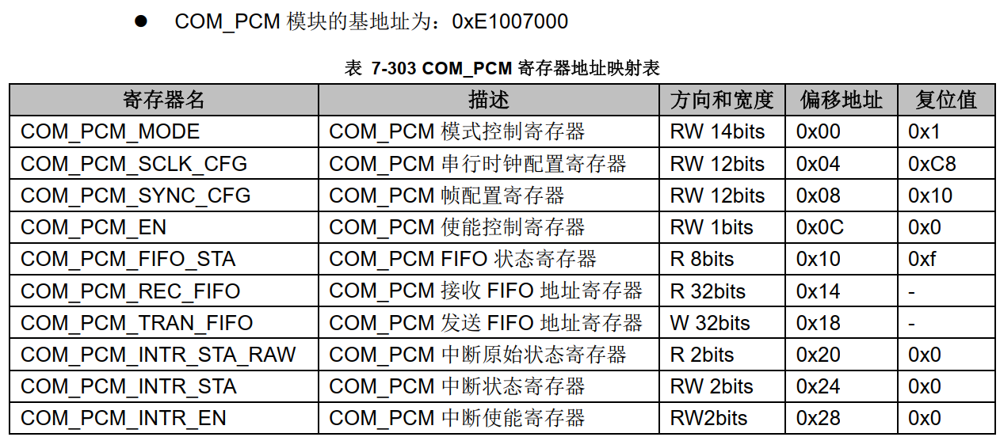 ● COM_PCM 模块的基地址为：0xE1007000
表 7-303 COM_PCM 寄存器地址映射表
寄存器名 描述 方向和宽度 偏移地址 复位值
COM_PCM_MODE COM_PCM 模式控制寄存器 RW 14bits 0x00 0x1
COM_PCM_SCLK_CFG COM_PCM 串行时钟配置寄存器 RW 12bits 0x04 0xC8
COM_PCM_SYNC_CFG COM_PCM 帧配置寄存器 RW 12bits 0x08 0x10
COM_PCM_EN COM_PCM 使能控制寄存器 RW 1bits 0x0C 0x0
COM_PCM_FIFO_STA COM_PCM FIFO 状态寄存器 R 8bits 0x10 0xf
COM_PCM_REC_FIFO COM_PCM 接收 FIFO 地址寄存器 R 32bits 0x14 -
COM_PCM_TRAN_FIFO COM_PCM 发送 FIFO 地址寄存器 W 32bits 0x18 -
COM_PCM_INTR_STA_RAW COM_PCM 中断原始状态寄存器 R 2bits 0x20 0x0
COM_PCM_INTR_STA COM_PCM 中断状态寄存器 RW 2bits 0x24 0x0
COM_PCM_INTR_EN COM_PCM 中断使能寄存器 RW2bits 0x28 0x0